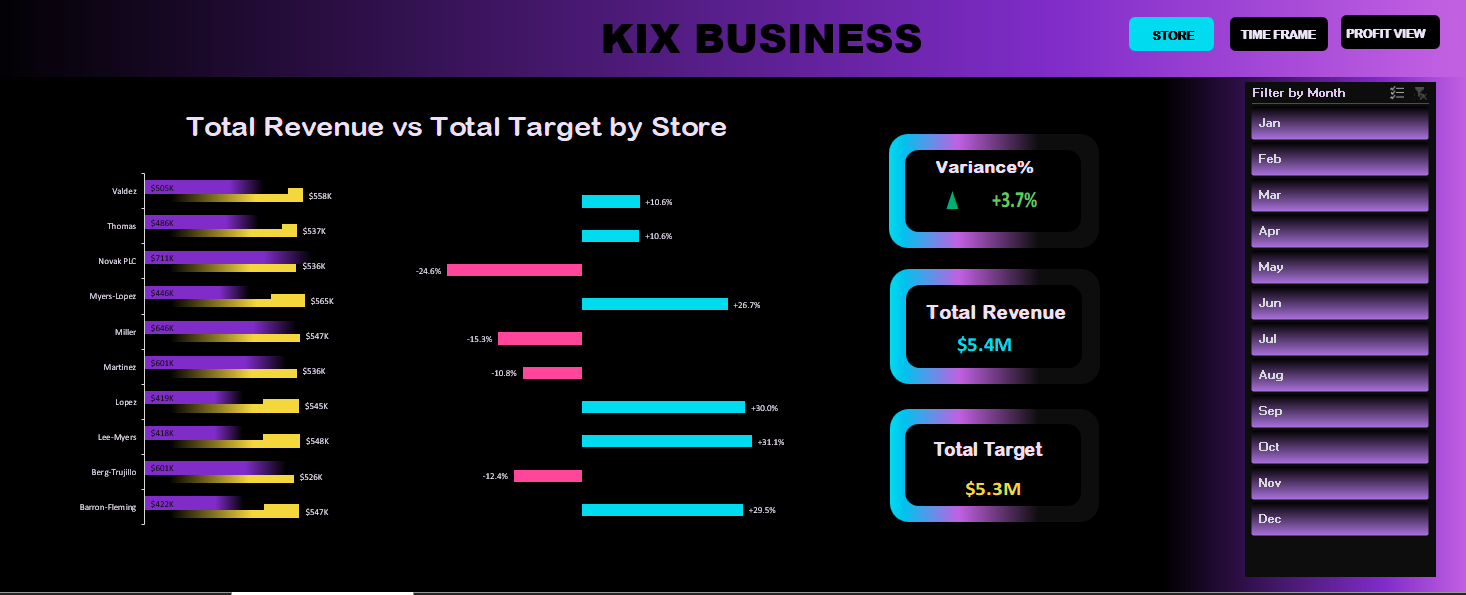 KIX BUSINESS
STORE
TIME FRAME
PROFIT VIEW
Total Revenue vs Total Target by Store
Valdez $505K $558K +10.6%
Thomas $486K $537K +10.6%
Novak PLC $711K $536K -24.6%
Myers-Lopez $446K $565K +26.7%
Miller $646K $547K -15.3%
Martinez $601K $536K -10.8%
Lopez $419K $545K +30.0%
Lee-Myers $418K $548K +31.1%
Berg-Trujillo $601K $526K -12.4%
Barron-Fleming $422K $547K +29.5%
Variance%
+3.7%
Total Revenue
$5.4M
Total Target
$5.3M
Filter by Month
Jan
Feb
Mar
Apr
May
Jun
Jul
Aug
Sep
Oct
Nov
Dec